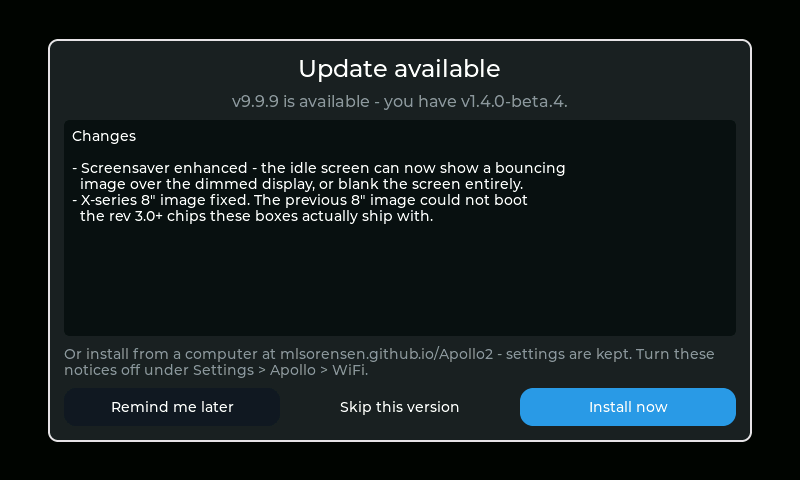 Update available
v9.9.9 is available - you have v1.4.0-beta.4.
Changes
- Screensaver enhanced - the idle screen can now show a bouncing
image over the dimmed display, or blank the screen entirely.
- X-series 8" image fixed. The previous 8" image could not boot
the rev 3.0+ chips these boxes actually ship with.
Or install from a computer at mlsorensen.github.io/Apollo2 - settings are kept. Turn these
notices off under Settings > Apollo > WiFi.
Remind me later
Skip this version
Install now